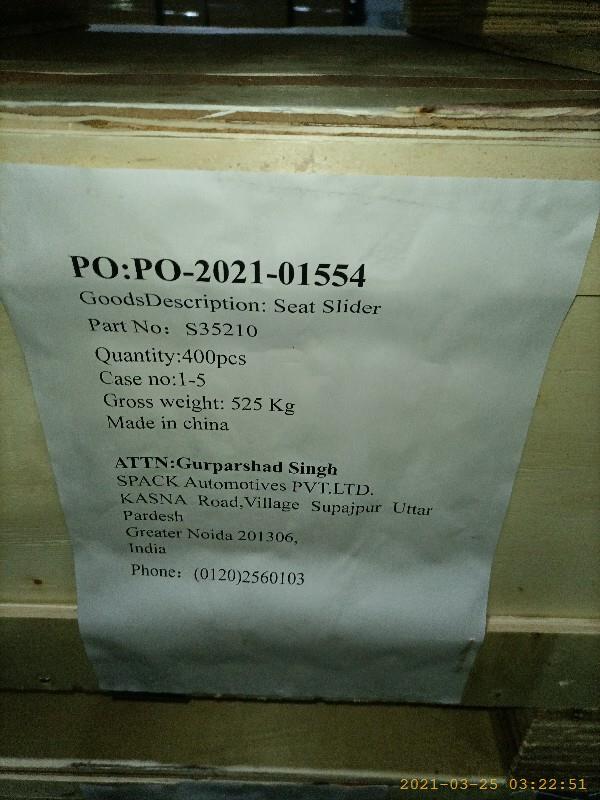 PO:PO-2021-01554
GoodsDescription: Seat Slider
Part No: S35210
Quantity:400pcs
Case no:1-5
Gross weight: 525 Kg
Made in china
ATTN:Gurparshad Singh
SPACK Automotives PVT.LTD.
KASNA Road,Village Supajpur Uttar
Pardesh
Greater Noida 201306,
India
Phone: (0120)2560103
2021-03-25 03:22:51